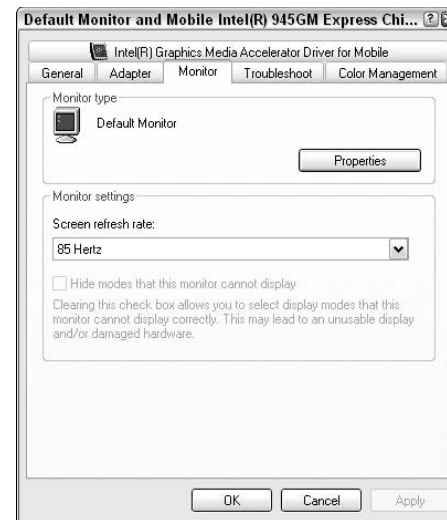 Default Monitor and Mobile Intel(R) 945GM Express Chi...
Intel(R) Graphics Media Accelerator Driver for Mobile
General Adapter Monitor Troubleshoot Color Management
Monitor type
Default Monitor
Properties
Monitor settings
Screen refresh rate:
85 Hertz
Hide modes that this monitor cannot display
Clearing this check box allows you to select display modes that this
monitor cannot display correctly. This may lead to an unusable display
and/or damaged hardware.
OK Cancel Apply